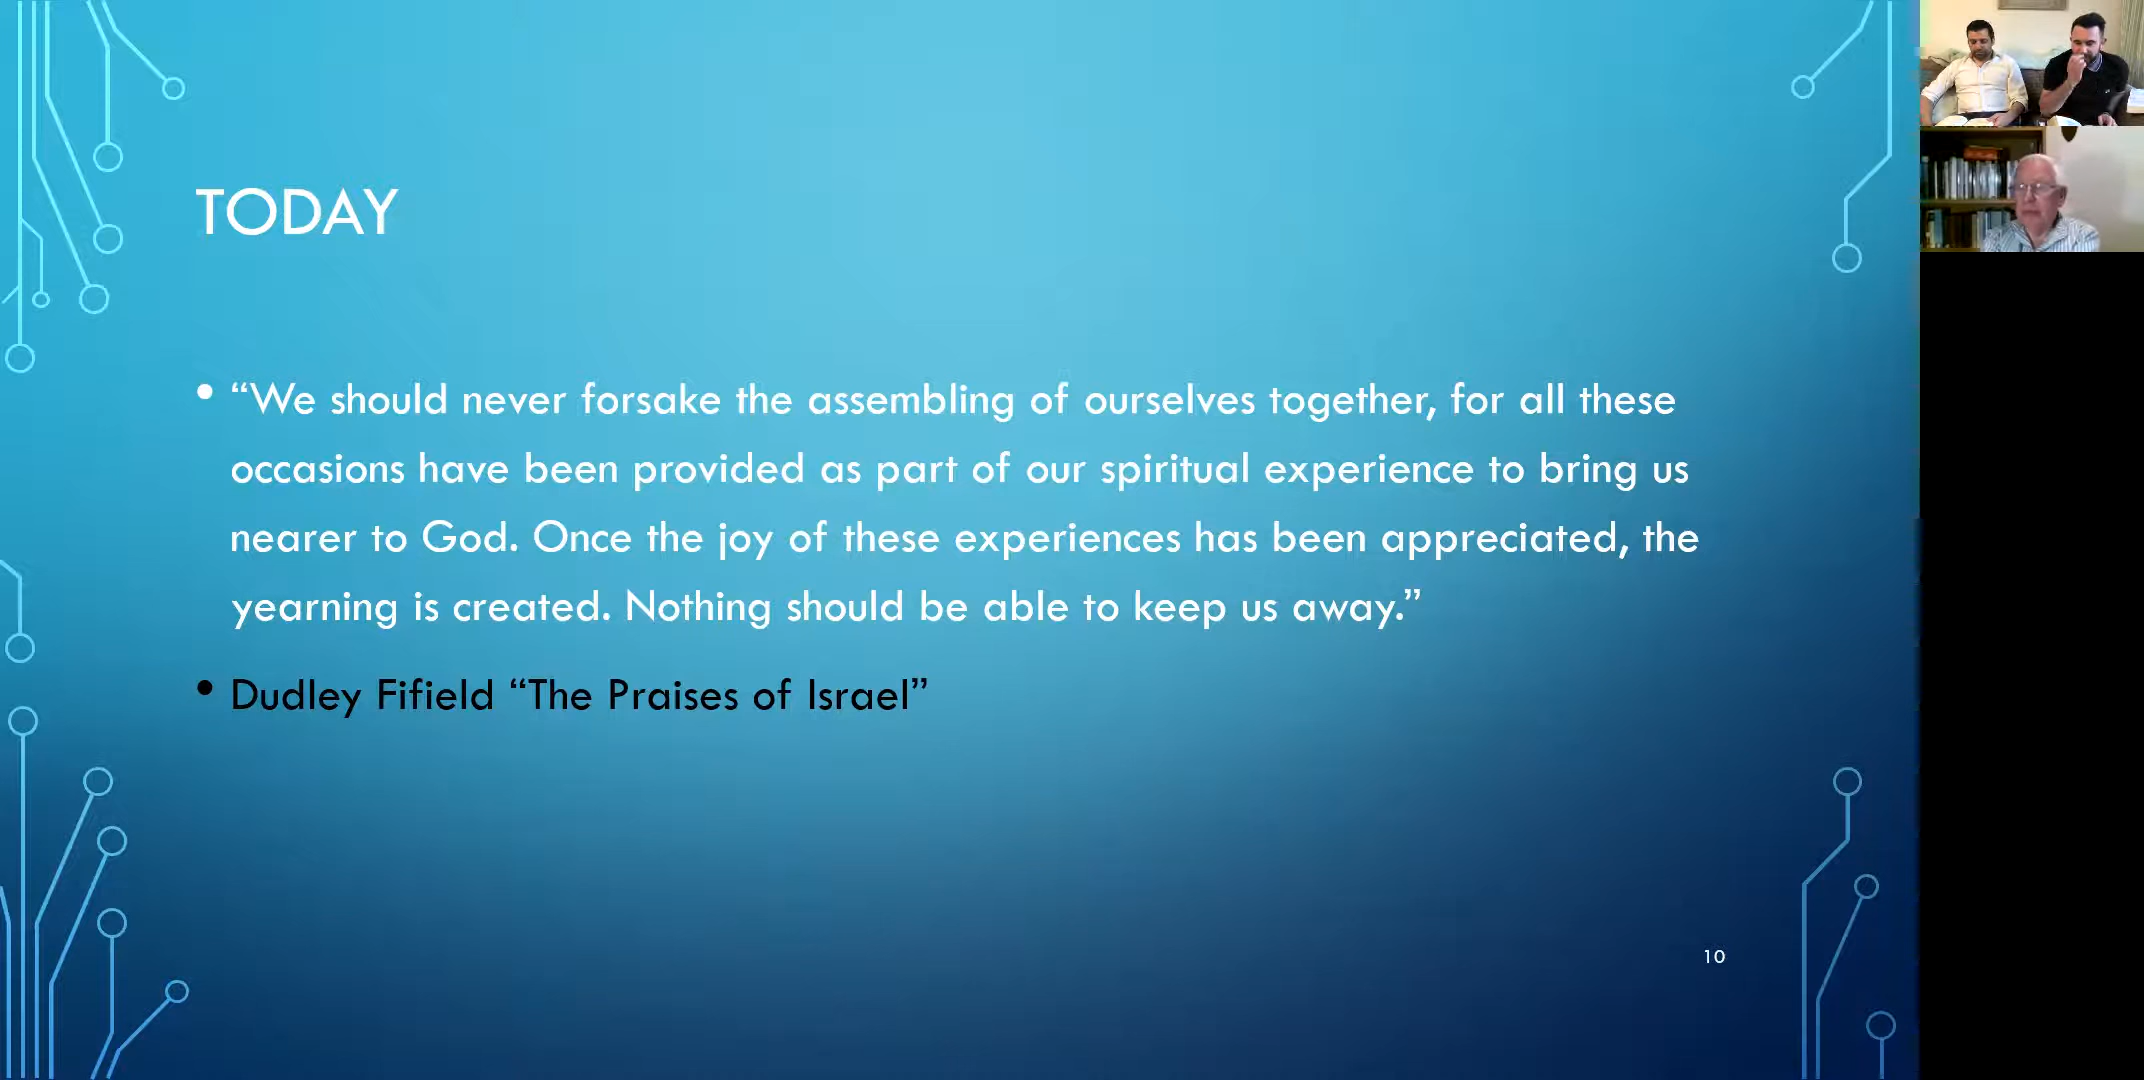 TODAY
• “We should never forsake the assembling of ourselves together, for all these
occasions have been provided as part of our spiritual experience to bring us
nearer to God. Once the joy of these experiences has been appreciated, the
yearning is created. Nothing should be able to keep us away.”
• Dudley Fifield “The Praises of Israel”
10